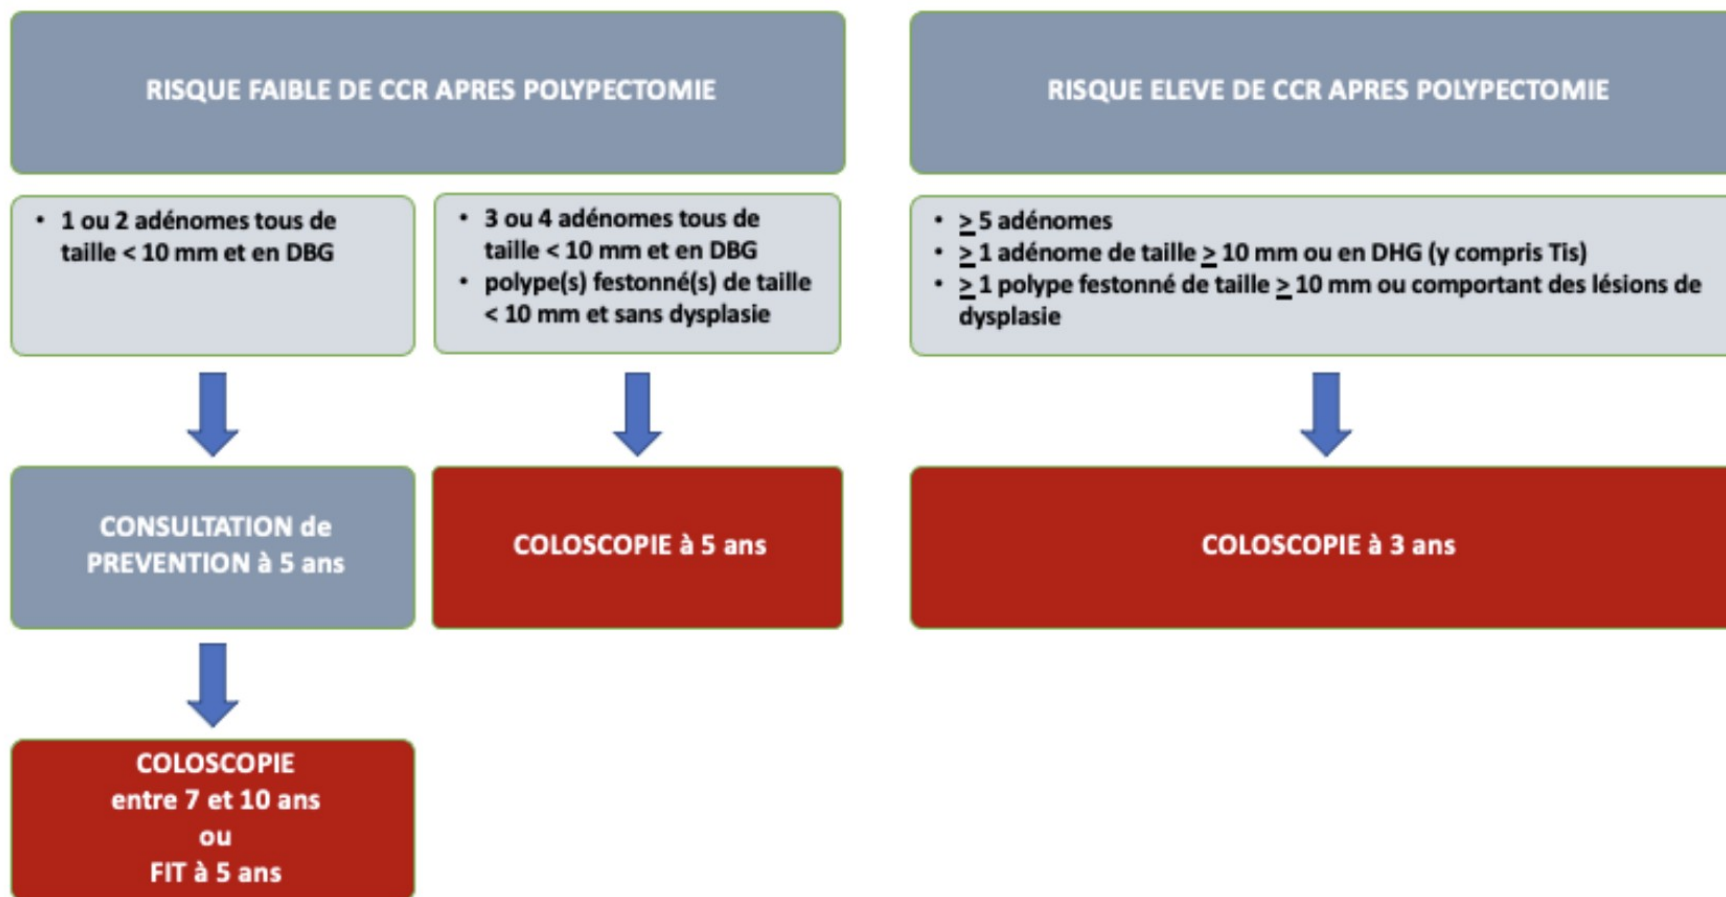 RISQUE FAIBLE DE CCR APRES POLYPECTOMIE
RISQUE ELEVE DE CCR APRES POLYPECTOMIE
• 1 ou 2 adénomes tous de
taille < 10 mm et en DBG
• 3 ou 4 adénomes tous de
taille < 10 mm et en DBG
• polype(s) festonné(s) de taille
< 10 mm et sans dysplasie
• ≥ 5 adénomes
• ≥ 1 adénome de taille ≥ 10 mm ou en DHG (y compris Tis)
• ≥ 1 polype festonné de taille ≥ 10 mm ou comportant des lésions de
dysplasie
CONSULTATION de
PREVENTION à 5 ans
COLOSCOPIE à 5 ans
COLOSCOPIE à 3 ans
COLOSCOPIE
entre 7 et 10 ans
ou
FIT à 5 ans